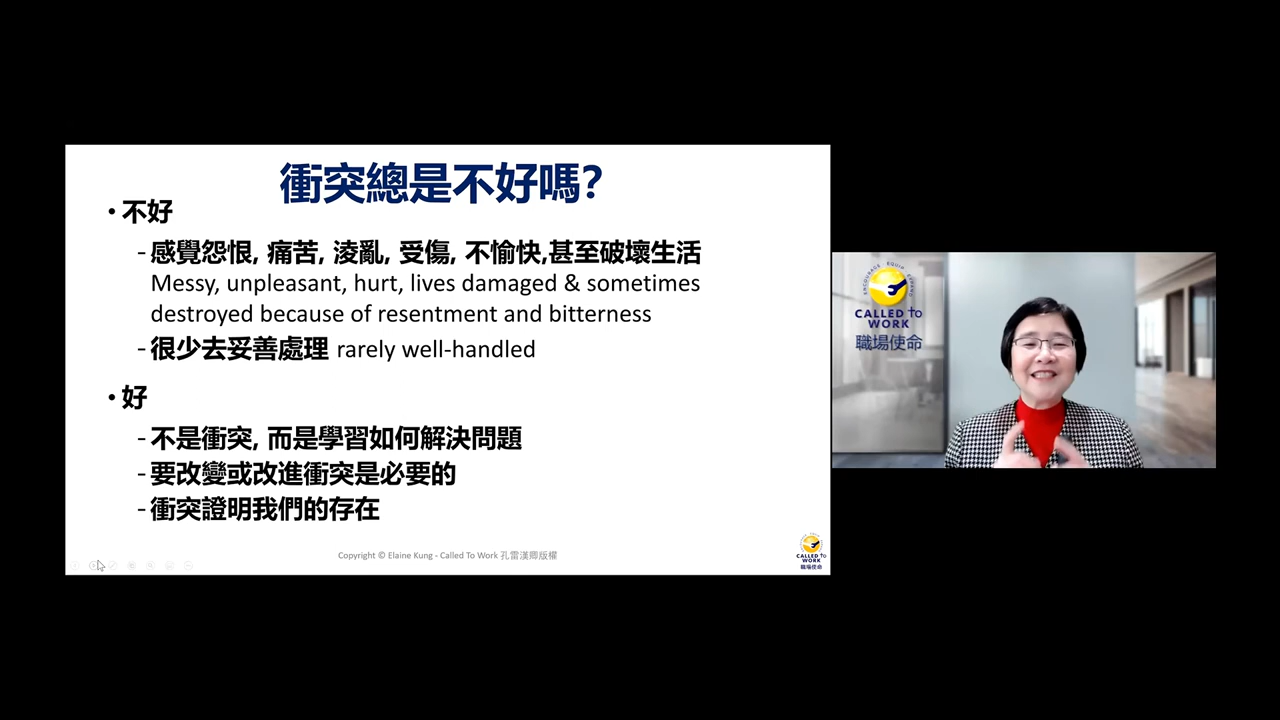 衝突總是不好嗎?
• 不好
- 感覺怨恨, 痛苦, 淩亂, 受傷, 不愉快,甚至破壞生活
Messy, unpleasant, hurt, lives damaged & sometimes
destroyed because of resentment and bitterness
- 很少去妥善處理 rarely well-handled
• 好
- 不是衝突, 而是學習如何解決問題
- 要改變或改進衝突是必要的
- 衝突證明我們的存在
Copyright © Elaine Kung - Called To Work 孔雷漢卿版權
CALLED to
WORK
職場使命
ENCOURAGE EQUIP EXPAND
CALLED to
WORK
職場使命